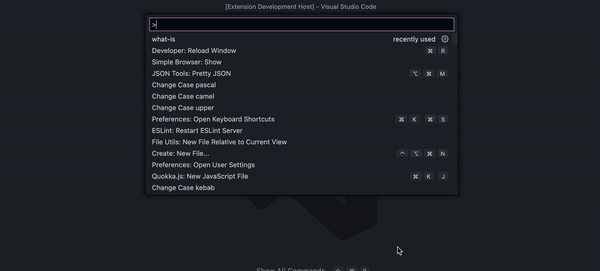 [Extension Development Host] - Visual Studio Code
>
what-is recently used
Developer: Reload Window ⌘ R
Simple Browser: Show
JSON Tools: Pretty JSON ⌥ ⌘ M
Change Case pascal
Change Case camel
Change Case upper
Preferences: Open Keyboard Shortcuts ⌘ K ⌘ S
ESLint: Restart ESLint Server
File Utils: New File Relative to Current View
Create: New File... ^ ⌥ ⌘ N
Preferences: Open User Settings
Quokka.js: New JavaScript File ⌘ K J
Change Case kebab
Show All Commands